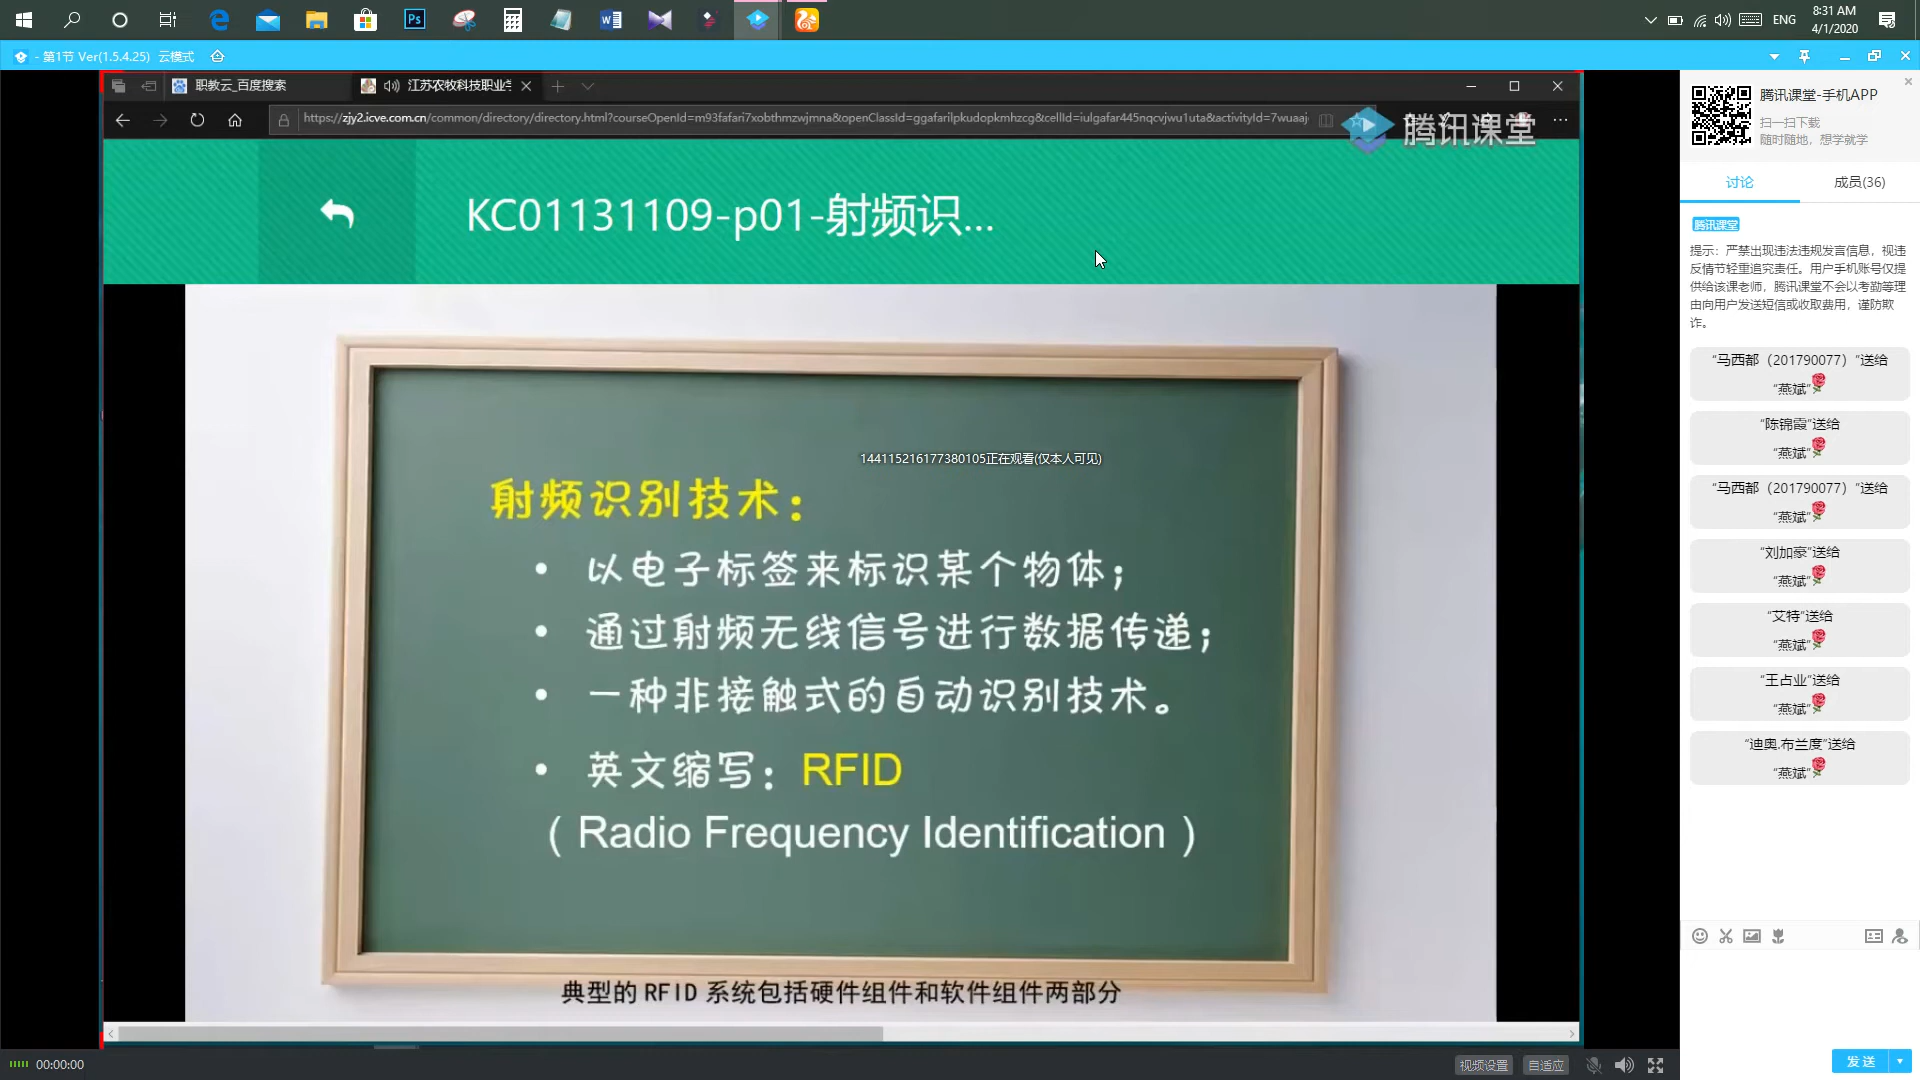 ENG
8:31 AM
4/1/2020
- 第1节 Ver(1.5.4.25) 云模式
职教云_百度搜索
江苏农牧科技职业学
https://zjy2.icve.com.cn/common/directory/directory.html?courseOpenId=m93fafari7xobthmzwjmna&openClassId=ggafarilpkudopkmhzcg&cellId=iulgafar445nqcvjwu1uta&activityId=7wuaaj
腾讯课堂
KC01131109-p01-射频识...
144115216177380105正在观看(仅本人可见)
射频识别技术：
• 以电子标签来标识某个物体；
• 通过射频无线信号进行数据传递；
• 一种非接触式的自动识别技术。
• 英文缩写：RFID
( Radio Frequency Identification )
典型的 RFID 系统包括硬件组件和软件组件两部分
00:00:00
视频设置
自适应
腾讯课堂-手机APP
扫一扫下载
随时随地，想学就学
讨论
成员(36)
腾讯课堂
提示：严禁出现违法违规发言信息，视违
反情节轻重追究责任。用户手机账号仅提
供给该课老师，腾讯课堂不会以考勤等理
由向用户发送短信或收取费用，谨防欺
诈。
“马西都（201790077）”送给
“燕斌”
“陈锦霞”送给
“燕斌”
“马西都（201790077）”送给
“燕斌”
“刘加豪”送给
“燕斌”
“艾特”送给
“燕斌”
“王占业”送给
“燕斌”
“迪奥.布兰度”送给
“燕斌”
发送